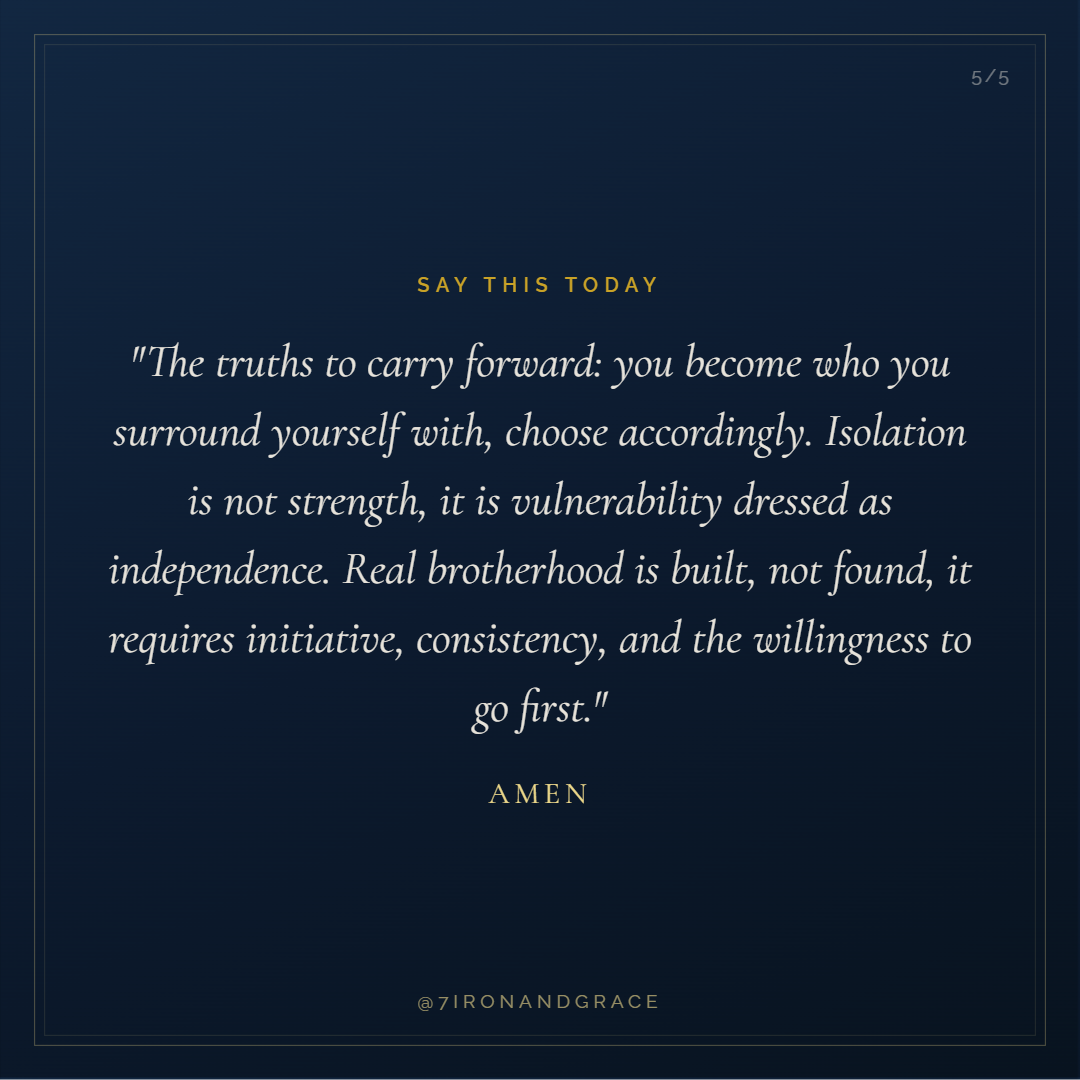 5/5
SAY THIS TODAY
"The truths to carry forward: you become who you
surround yourself with, choose accordingly. Isolation
is not strength, it is vulnerability dressed as
independence. Real brotherhood is built, not found, it
requires initiative, consistency, and the willingness to
go first."
AMEN
@7IRONANDGRACE